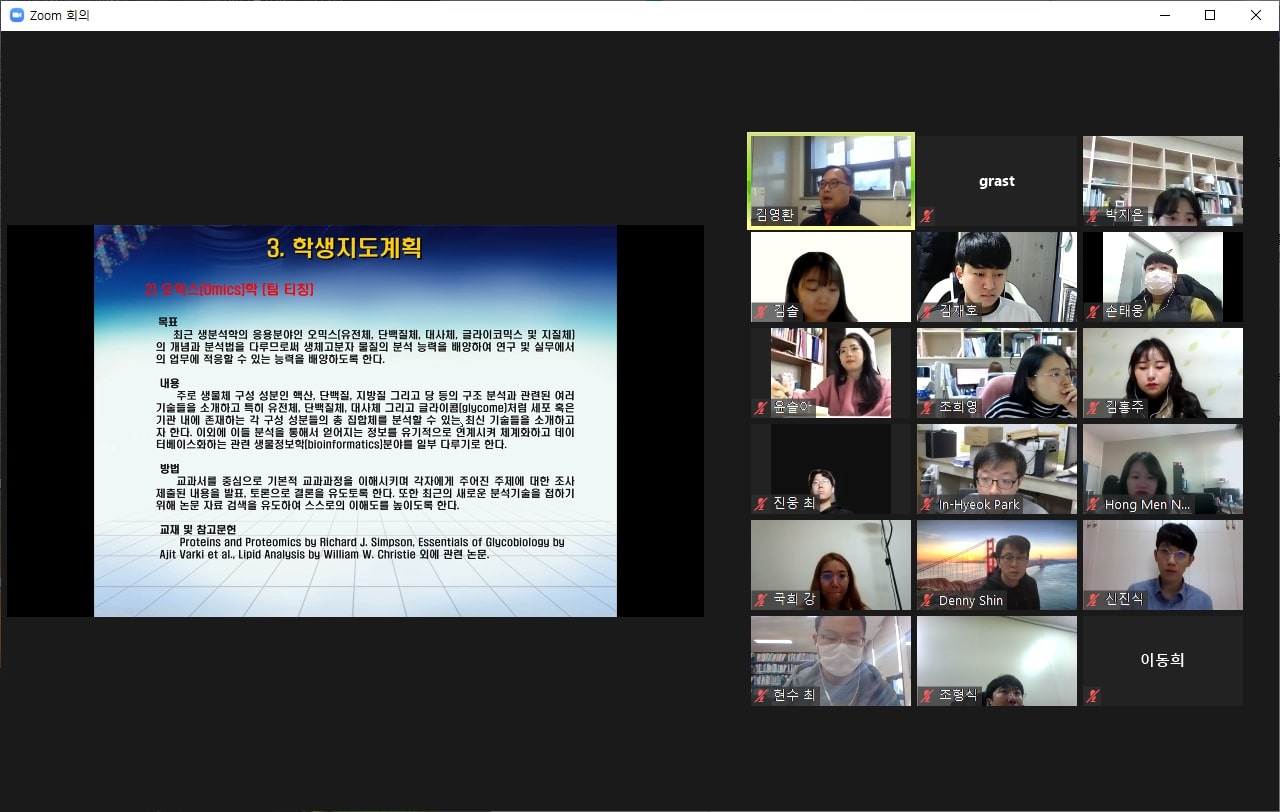 Zoom 회의
3. 학생지도계획
2) 오믹스(Omics)학 (팀 티칭)
목표
최근 생분석학의 응용분야인 오믹스(유전체, 단백질체, 대사체, 글라이코믹스 및 지질체)
의 개념과 분석법을 다루므로써 생체고분자 물질의 분석 능력을 배양하여 연구 및 실무에서
의 업무에 적응할 수 있는 능력을 배양하도록 한다.
내용
주로 생물체 구성 성분인 핵산, 단백질, 지방질 그리고 당 등의 구조 분석과 관련된 여러
기술들을 소개하고 특히 유전체, 단백질체, 대사체 그리고 글라이콤(glycome)처럼 세포 혹은
기관 내에 존재하는 각 구성 성분들의 총 집합체를 분석할 수 있는 최신 기술들을 소개하고
자 한다. 이외에 이들 분석을 통해서 얻어지는 정보를 유기적으로 연계시켜 체계화하고 데이
터베이스화하는 관련 생물정보학(bioinformatics)분야를 일부 다루기로 한다.
방법
교과서를 중심으로 기본적 교과과정을 이해시키며 각자에게 주어진 주제에 대한 조사
제출된 내용을 발표, 토론으로 결론을 유도토록 한다. 또한 최근의 새로운 분석기술을 접하기
위해 논문 자료 검색을 유도하여 스스로의 이해도를 높이도록 한다.
교재 및 참고문헌
Proteins and Proteomics by Richard J. Simpson, Essentials of Glycobiology by
Ajit Varki et al., Lipid Analysis by William W. Christie 외에 관련 논문.
김영환
grast
박지은
김솔
김재호
손태웅
윤슬아
조희영
김홍주
진웅 최
In-Hyeok Park
Hong Men N...
국희 강
Denny Shin
신진식
현수 최
조형식
이동희